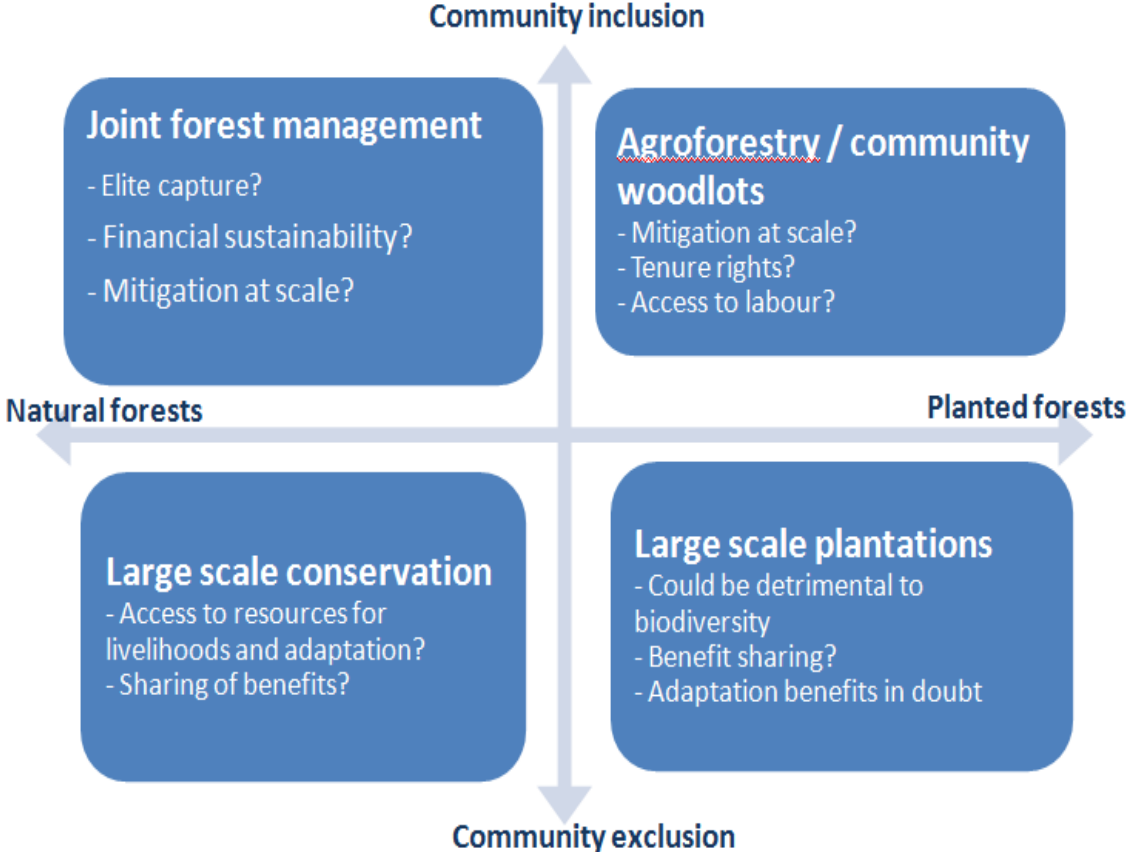 Community inclusion
Joint forest management
- Elite capture?
- Financial sustainability?
- Mitigation at scale?
Agroforestry / community
woodlots
- Mitigation at scale?
- Tenure rights?
- Access to labour?
Natural forests
Planted forests
Large scale conservation
- Access to resources for
livelihoods and adaptation?
- Sharing of benefits?
Large scale plantations
- Could be detrimental to
biodiversity
- Benefit sharing?
- Adaptation benefits in doubt
Community exclusion